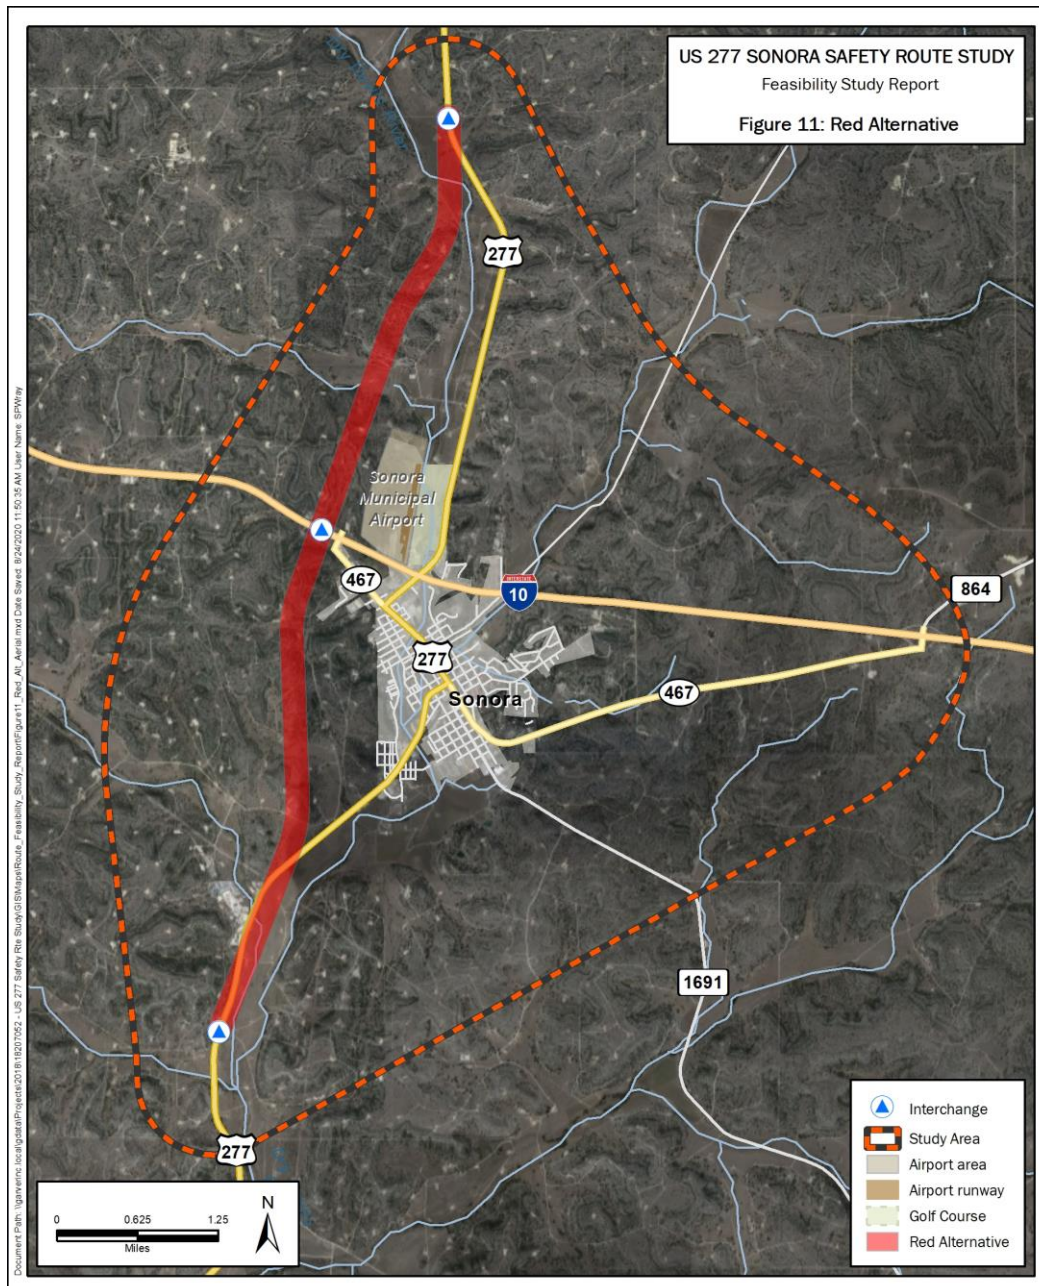 US 277 SONORA SAFETY ROUTE STUDY
Feasibility Study Report
Figure 11: Red Alternative
277
Sonora
Municipal
Airport
467
INTERSTATE
10
864
277
Sonora
467
1691
277
Interchange
Study Area
Airport area
Airport runway
Golf Course
Red Alternative
N
0 0.625 1.25
Miles